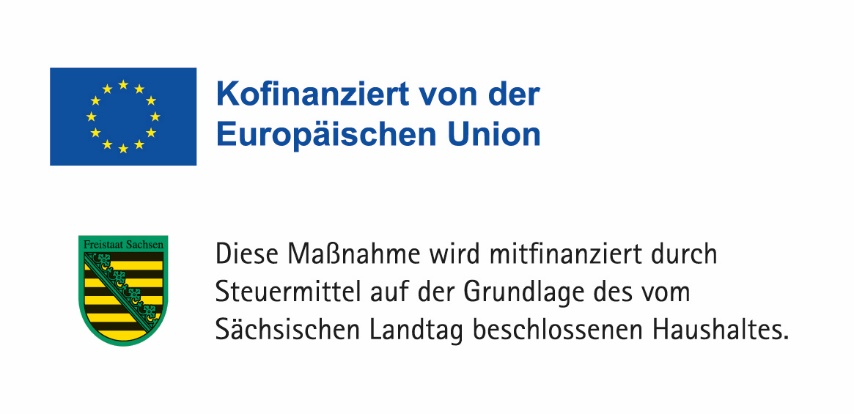 Kofinanziert von der
Europäischen Union
Freistaat Sachsen
Diese Maßnahme wird mitfinanziert durch
Steuermittel auf der Grundlage des vom
Sächsischen Landtag beschlossenen Haushaltes.